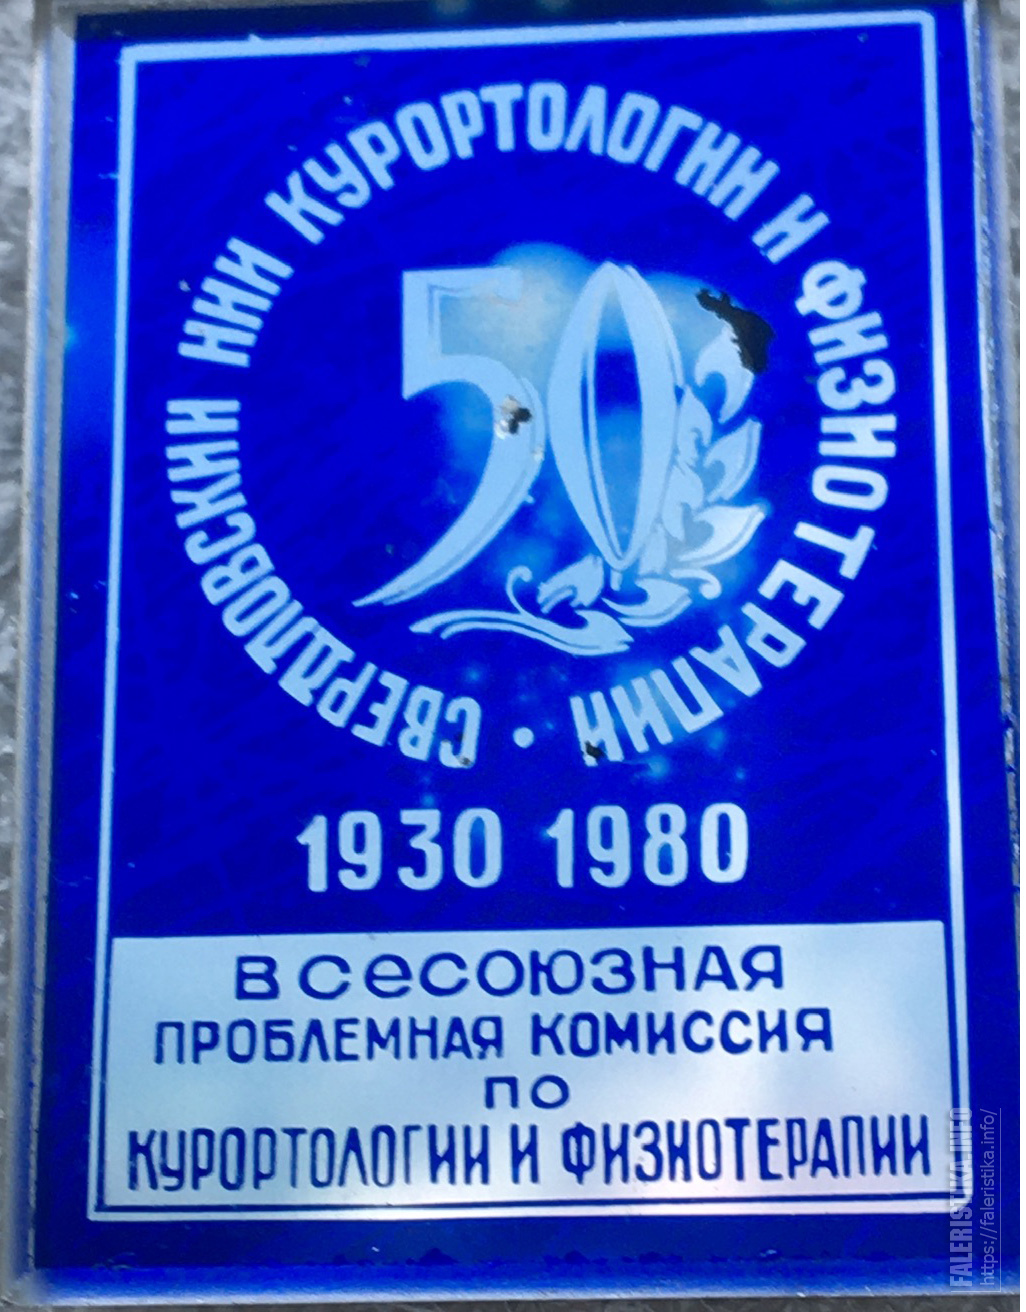 СВЕРДЛОВСКИЙ НИИ КУРОРТОЛОГИИ И ФИЗИОТЕРАПИИ •
50
1930 1980
ВСЕСОЮЗНАЯ
ПРОБЛЕМНАЯ КОМИССИЯ
ПО
КУРОРТОЛОГИИ И ФИЗИОТЕРАПИИ
FALERISTIKA.INFO
https://faleristika.info/